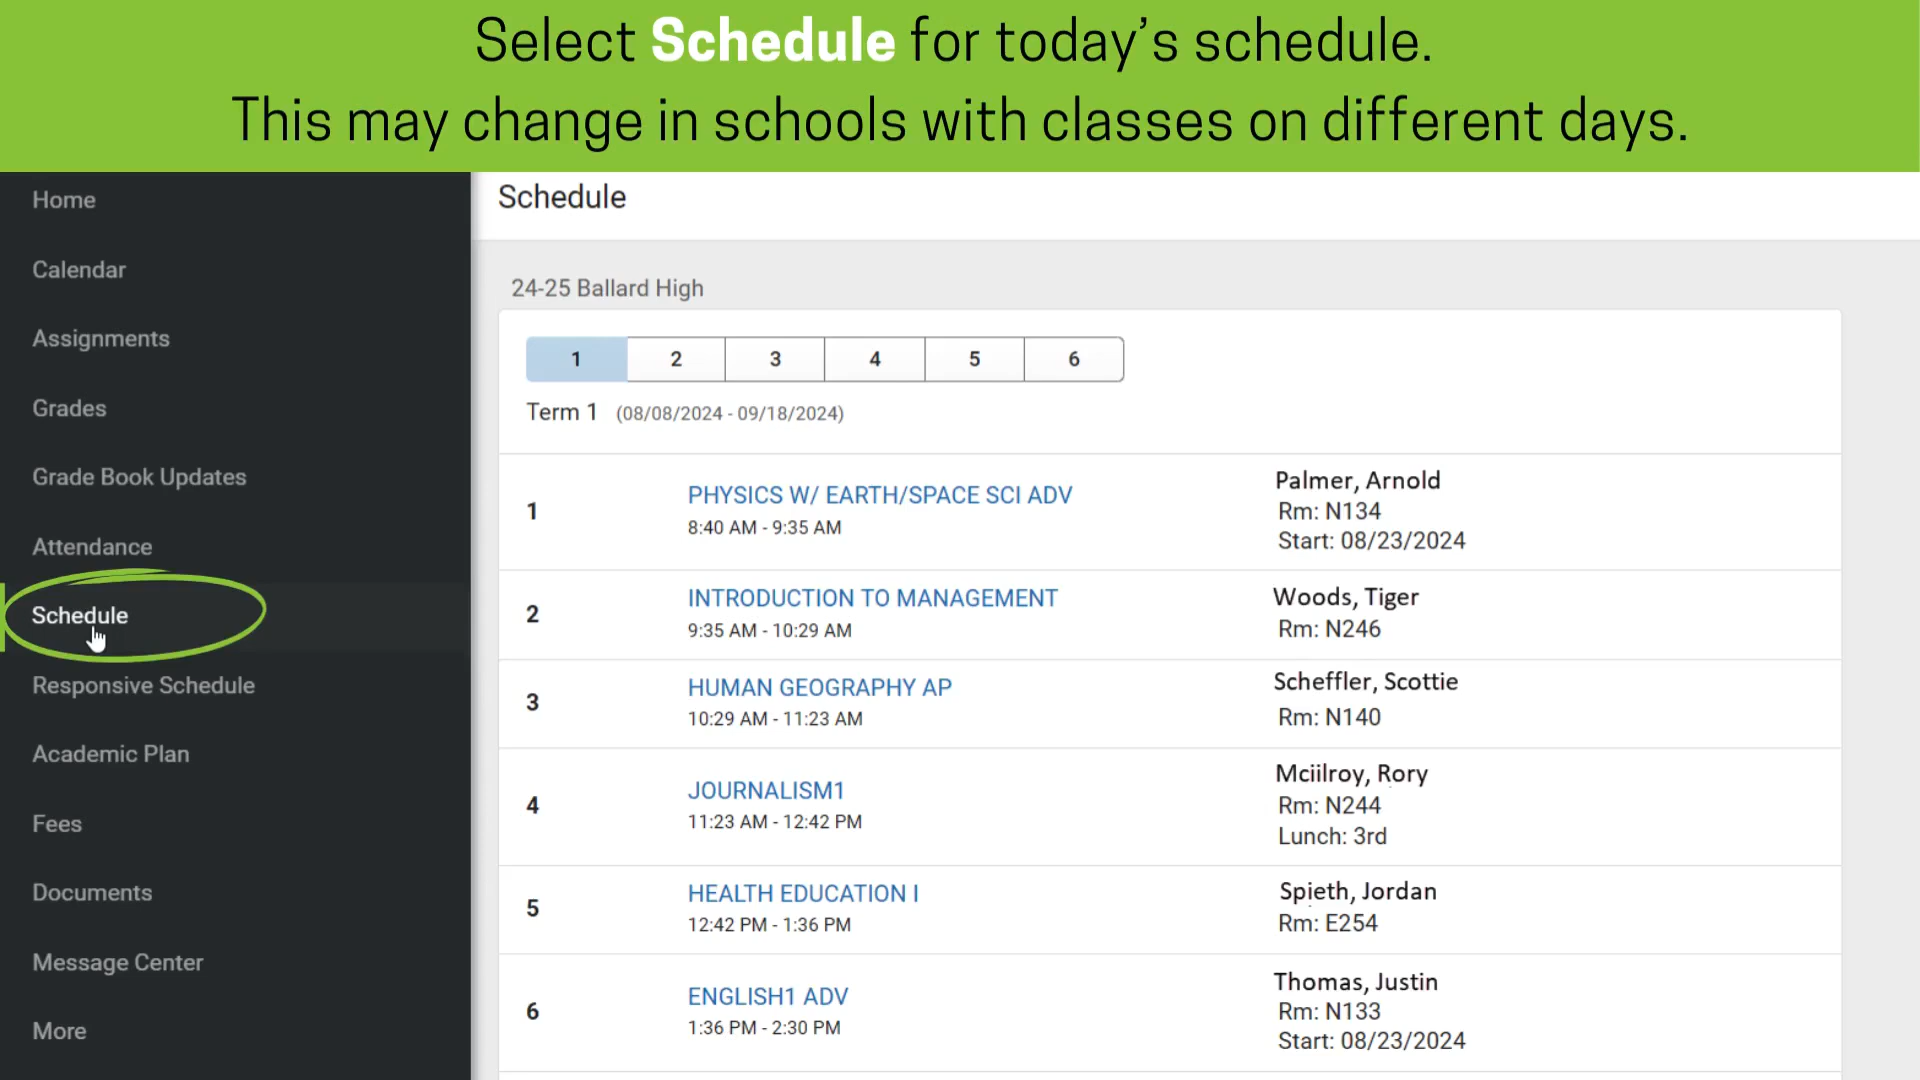 Select Schedule for today’s schedule.
This may change in schools with classes on different days.
Home
Calendar
Assignments
Grades
Grade Book Updates
Attendance
Schedule
Responsive Schedule
Academic Plan
Fees
Documents
Message Center
More
Schedule
24-25 Ballard High
1 2 3 4 5 6
Term 1 (08/08/2024 - 09/18/2024)
1
PHYSICS W/ EARTH/SPACE SCI ADV
8:40 AM - 9:35 AM
Palmer, Arnold
Rm: N134
Start: 08/23/2024
2
INTRODUCTION TO MANAGEMENT
9:35 AM - 10:29 AM
Woods, Tiger
Rm: N246
3
HUMAN GEOGRAPHY AP
10:29 AM - 11:23 AM
Scheffler, Scottie
Rm: N140
4
JOURNALISM1
11:23 AM - 12:42 PM
Mciilroy, Rory
Rm: N244
Lunch: 3rd
5
HEALTH EDUCATION I
12:42 PM - 1:36 PM
Spieth, Jordan
Rm: E254
6
ENGLISH1 ADV
1:36 PM - 2:30 PM
Thomas, Justin
Rm: N133
Start: 08/23/2024